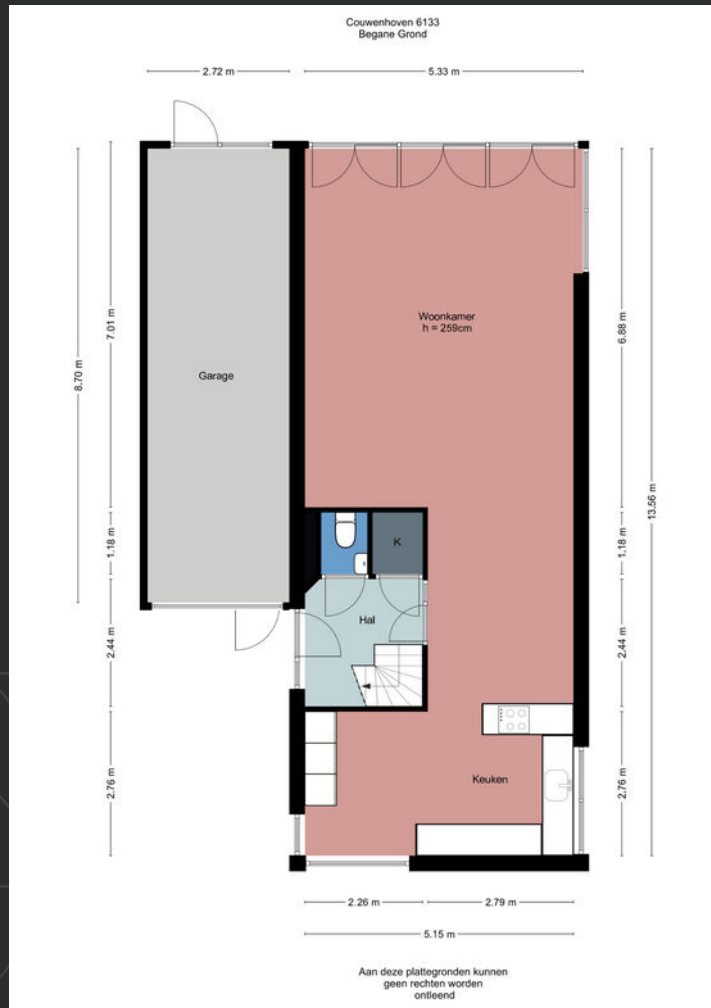 Couwenhoven 6133
Begane Grond
2.72 m
5.33 m
7.01 m
8.70 m
6.88 m
13.56 m
Woonkamer
h = 259cm
Garage
1.18 m
K
1.18 m
Hal
2.44 m
2.44 m
2.76 m
Keuken
2.76 m
2.26 m
2.79 m
5.15 m
Aan deze plattegronden kunnen
geen rechten worden
ontleend